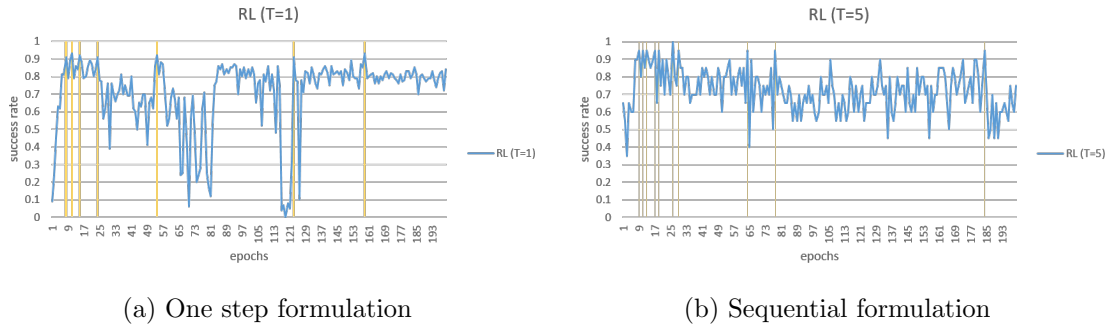 RL (T=1)
1
0.9
0.8
0.7
0.6
0.5
0.4
0.3
0.2
0.1
0
success rate
1 9 17 25 33 41 49 57 65 73 81 89 97 105 113 121 129 137 145 153 161 169 177 185 193
epochs
RL (T=1)
(a) One step formulation
RL (T=5)
1
0.9
0.8
0.7
0.6
0.5
0.4
0.3
0.2
0.1
0
success rate
1 9 17 25 33 41 49 57 65 73 81 89 97 105 113 121 129 137 145 153 161 169 177 185 193
epochs
RL (T=5)
(b) Sequential formulation